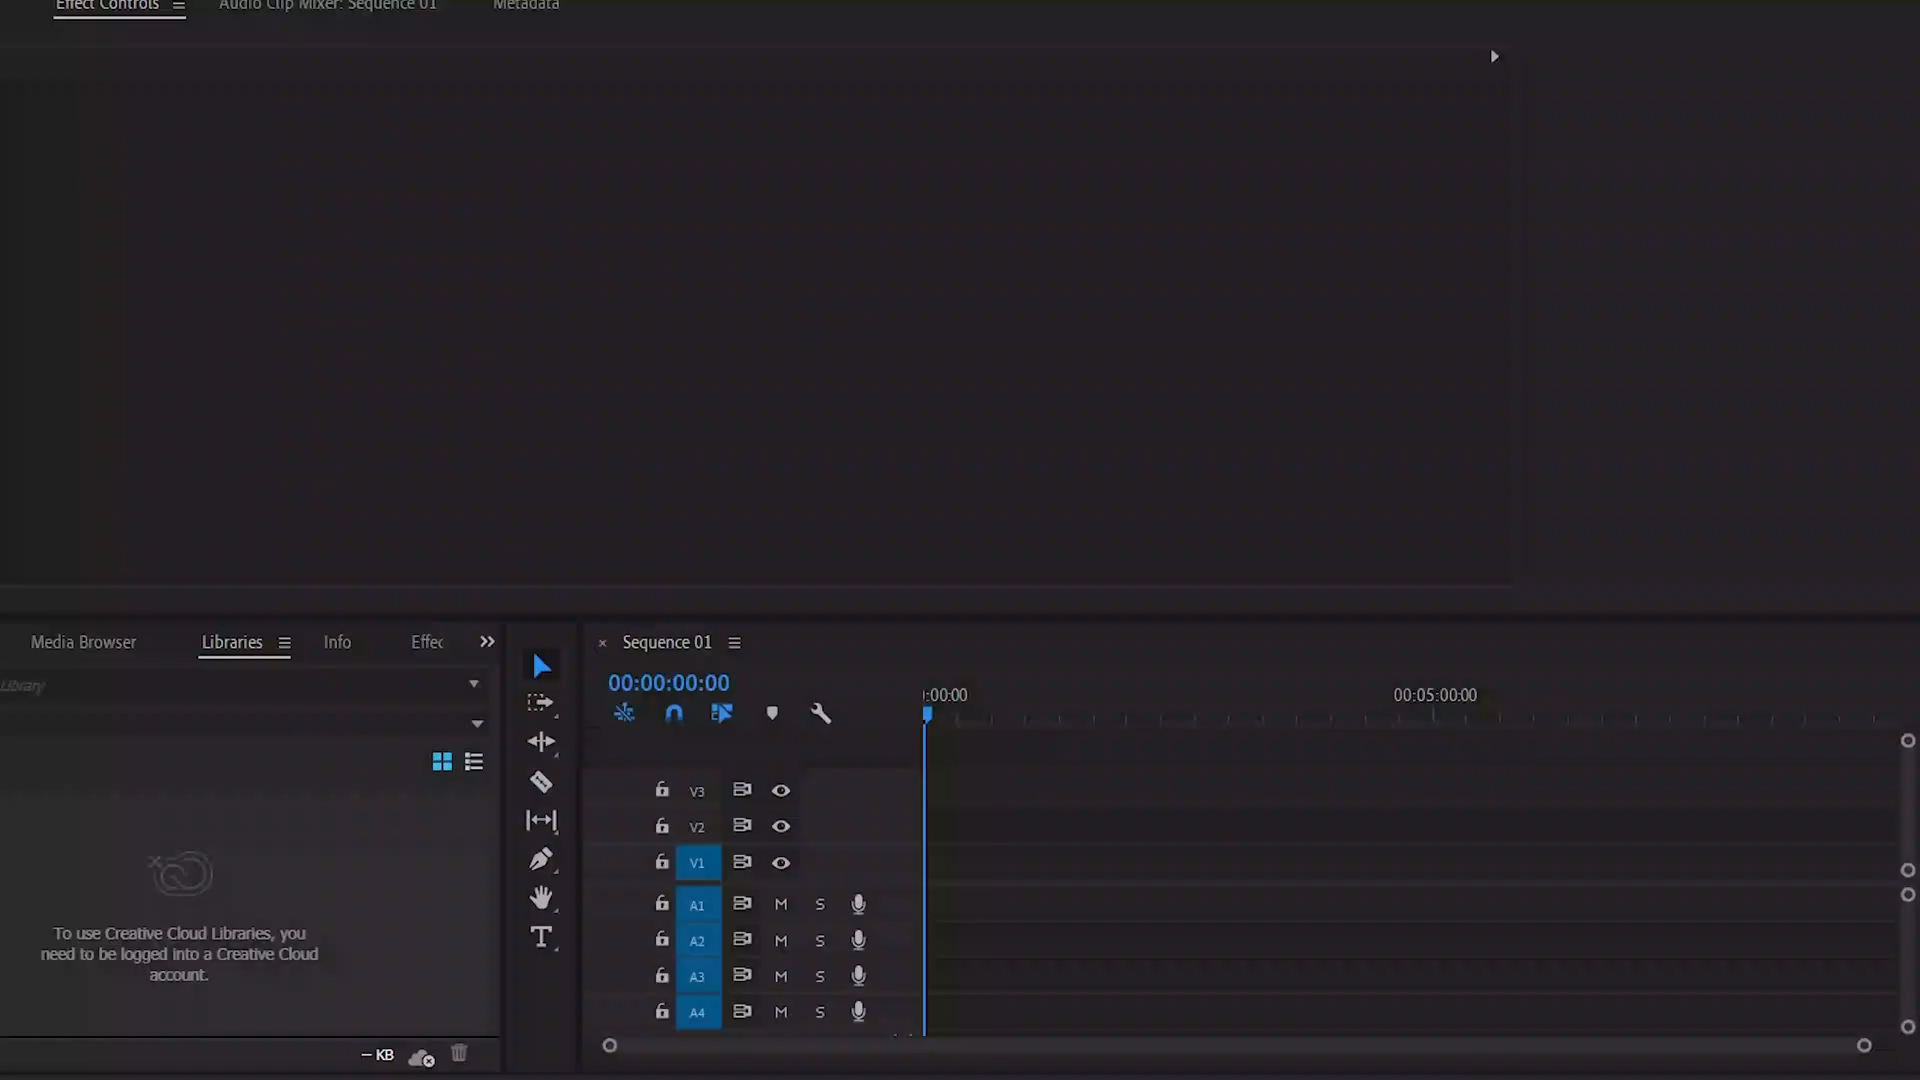 Effect Controls
Audio Clip Mixer: Sequence 01
Metadata
Media Browser
Libraries
Info
Effec
Library
To use Creative Cloud Libraries, you
need to be logged into a Creative Cloud
account.
– KB
× Sequence 01
00:00:00:00
:00:00
00:05:00:00
V3
V2
V1
A1 M S
A2 M S
A3 M S
A4 M S